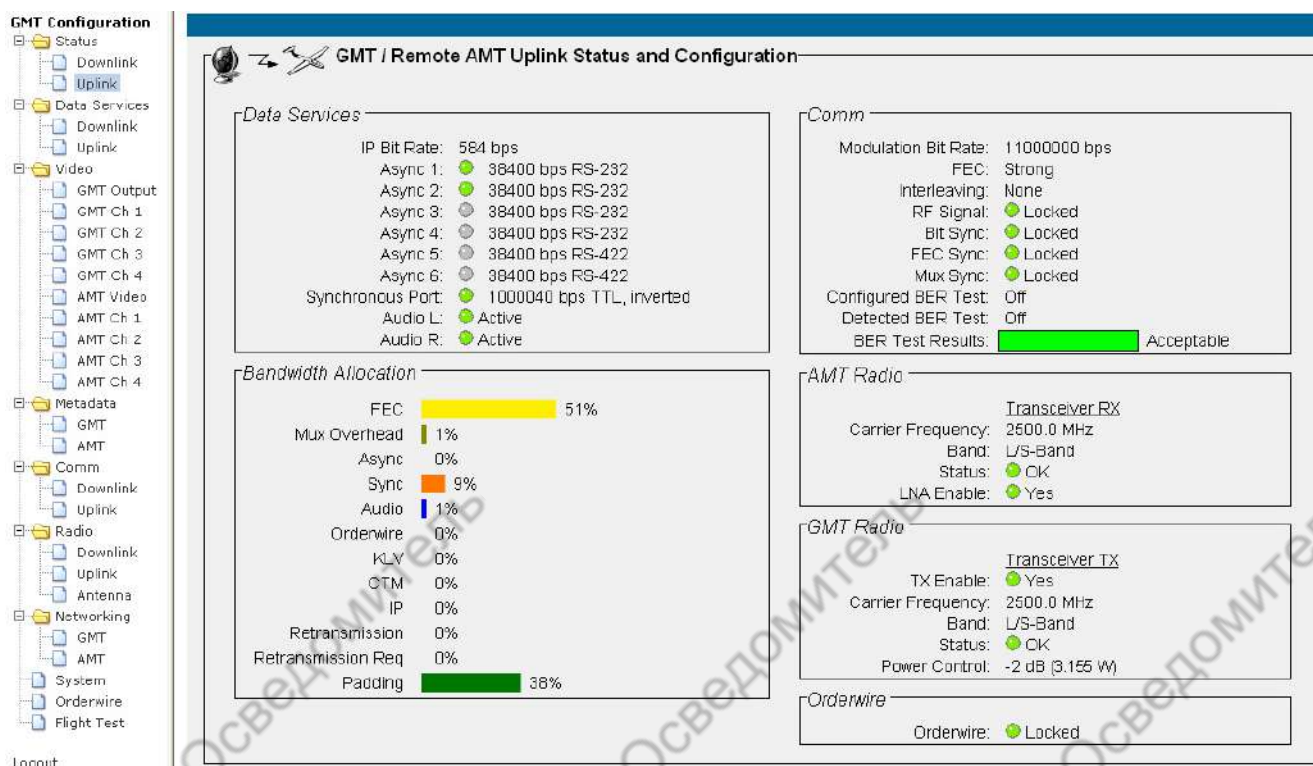 GMT Configuration
Status
Downlink
Uplink
Data Services
Downlink
Uplink
Video
GMT Output
GMT Ch 1
GMT Ch 2
GMT Ch 3
GMT Ch 4
AMT Video
AMT Ch 1
AMT Ch 2
AMT Ch 3
AMT Ch 4
Metadata
GMT
AMT
Comm
Downlink
Uplink
Radio
Downlink
Uplink
Antenna
Networking
GMT
AMT
System
Orderwire
Flight Test
Logout
GMT / Remote AMT Uplink Status and Configuration
Data Services
IP Bit Rate: 584 bps
Async 1: 38400 bps RS-232
Async 2: 38400 bps RS-232
Async 3: 38400 bps RS-232
Async 4: 38400 bps RS-232
Async 5: 38400 bps RS-422
Async 6: 38400 bps RS-422
Synchronous Port: 1000040 bps TTL, inverted
Audio L: Active
Audio R: Active
Bandwidth Allocation
FEC 51%
Mux Overhead 1%
Async 0%
Sync 9%
Audio 1%
Orderwire 0%
KLV 0%
CTM 0%
IP 0%
Retransmission 0%
Retransmission Req 0%
Padding 38%
Comm
Modulation Bit Rate: 11000000 bps
FEC: Strong
Interleaving: None
RF Signal: Locked
Bit Sync: Locked
FEC Sync: Locked
Mux Sync: Locked
Configured BER Test: Off
Detected BER Test: Off
BER Test Results: Acceptable
AMT Radio
Transceiver RX
Carrier Frequency: 2500.0 MHz
Band: L/S-Band
Status: OK
LNA Enable: Yes
GMT Radio
Transceiver TX
TX Enable: Yes
Carrier Frequency: 2500.0 MHz
Band: L/S-Band
Status: OK
Power Control: -2 dB (3.155 W)
Orderwire
Orderwire: Locked
Осведомитель
Осведомитель
Осведомитель